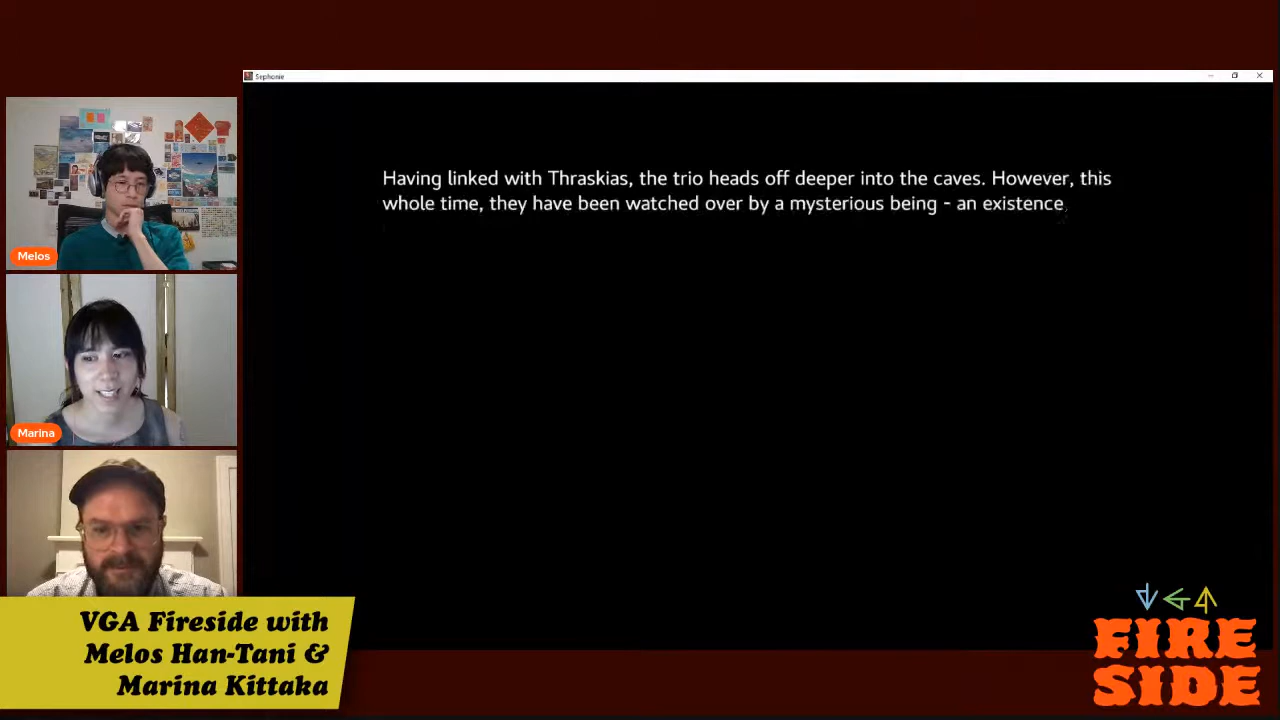 Sephonie
Having linked with Thraskias, the trio heads off deeper into the caves. However, this
whole time, they have been watched over by a mysterious being - an existence
Melos
Marina
VGA Fireside with
Melos Han-Tani &
Marina Kittaka
FIRE
SIDE